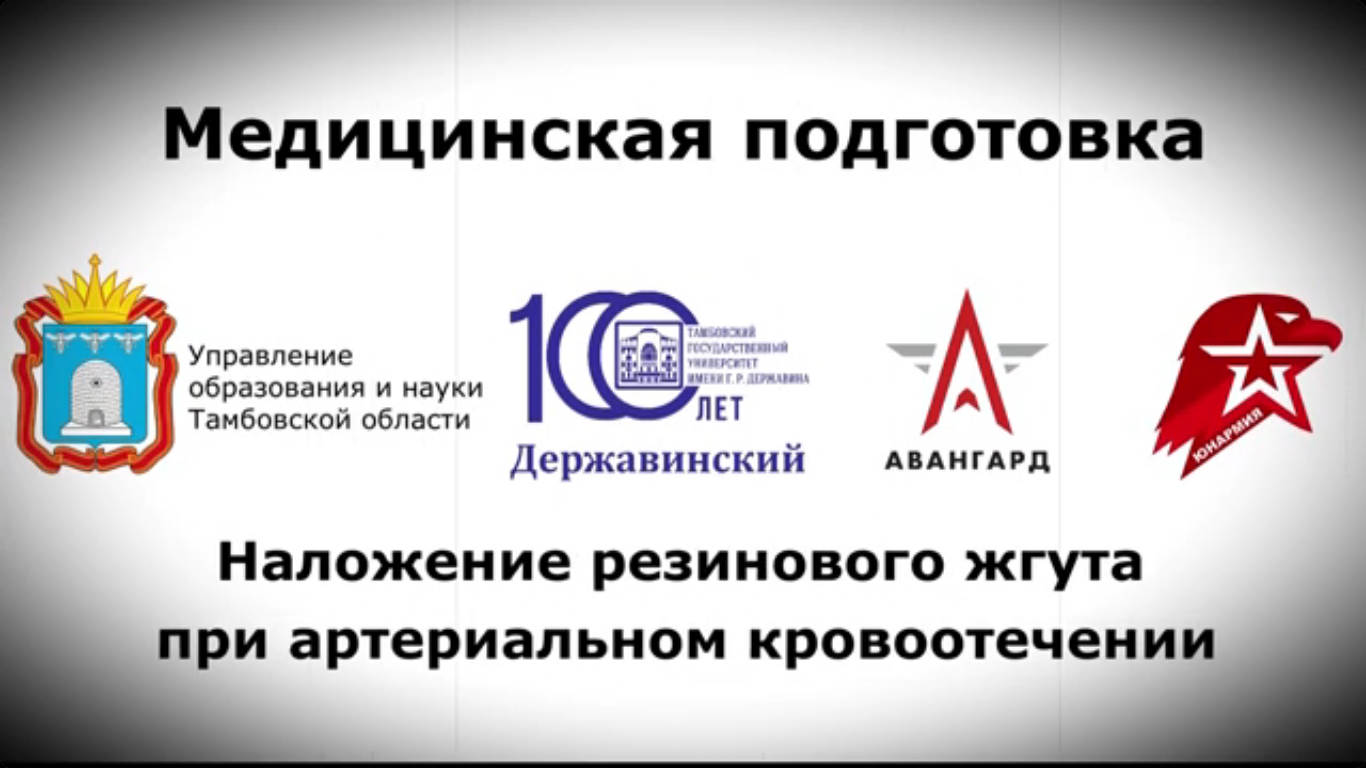 Медицинская подготовка
Управление
образования и науки
Тамбовской области
100
ТАМБОВСКИЙ
ГОСУДАРСТВЕННЫЙ
УНИВЕРСИТЕТ
ИМЕНИ Г. Р. ДЕРЖАВИНА
ЛЕТ
Державинский
АВАНГАРД
ЮНАРМИЯ
Наложение резинового жгута
при артериальном кровоотечении